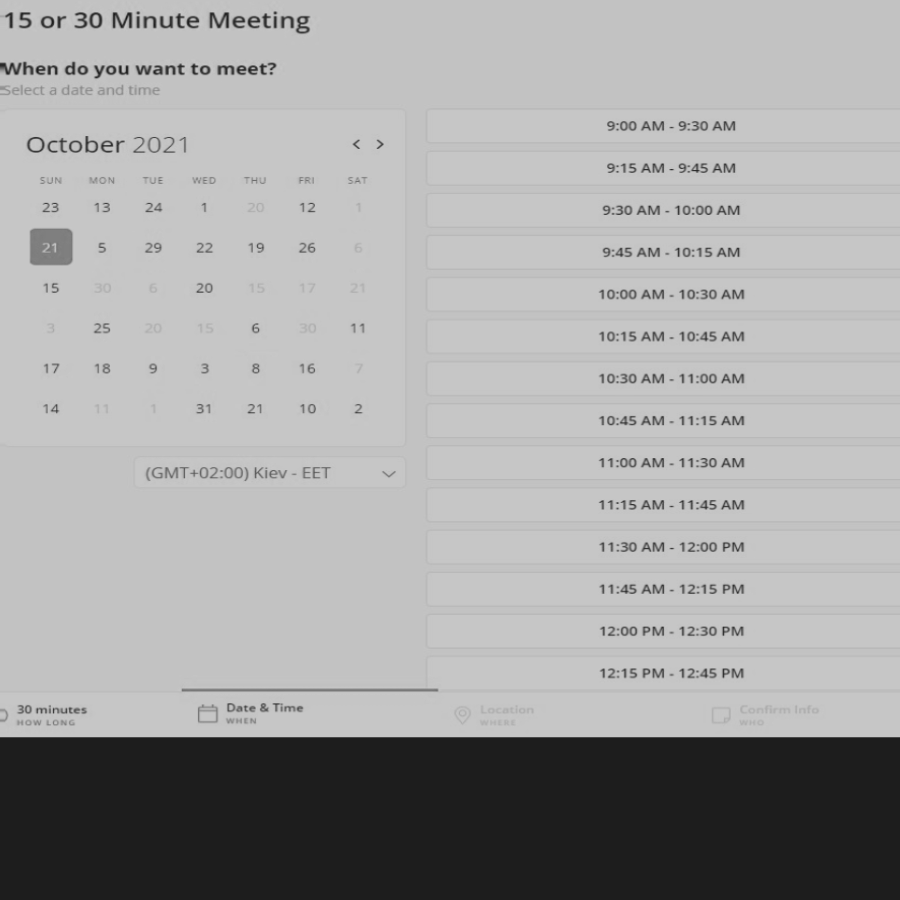 15 or 30 Minute Meeting
When do you want to meet?
Select a date and time
October 2021 < >
SUN MON TUE WED THU FRI SAT
23 13 24 1 20 12 1
21 5 29 22 19 26 6
15 30 6 20 15 17 21
3 25 20 15 6 30 11
17 18 9 3 8 16 7
14 11 1 31 21 10 2
(GMT+02:00) Kiev - EET
9:00 AM - 9:30 AM
9:15 AM - 9:45 AM
9:30 AM - 10:00 AM
9:45 AM - 10:15 AM
10:00 AM - 10:30 AM
10:15 AM - 10:45 AM
10:30 AM - 11:00 AM
10:45 AM - 11:15 AM
11:00 AM - 11:30 AM
11:15 AM - 11:45 AM
11:30 AM - 12:00 PM
11:45 AM - 12:15 PM
12:00 PM - 12:30 PM
12:15 PM - 12:45 PM
30 minutes
HOW LONG
Date & Time
WHEN
Location
WHERE
Confirm Info
WHO